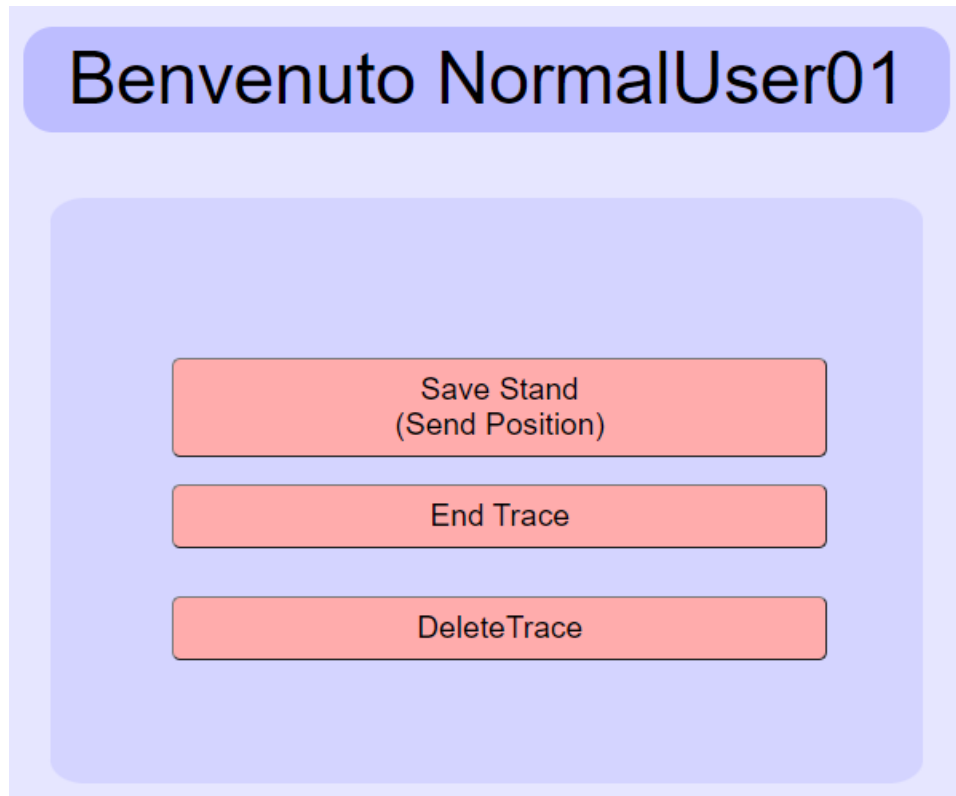 Benvenuto NormalUser01
Save Stand
(Send Position)
End Trace
DeleteTrace